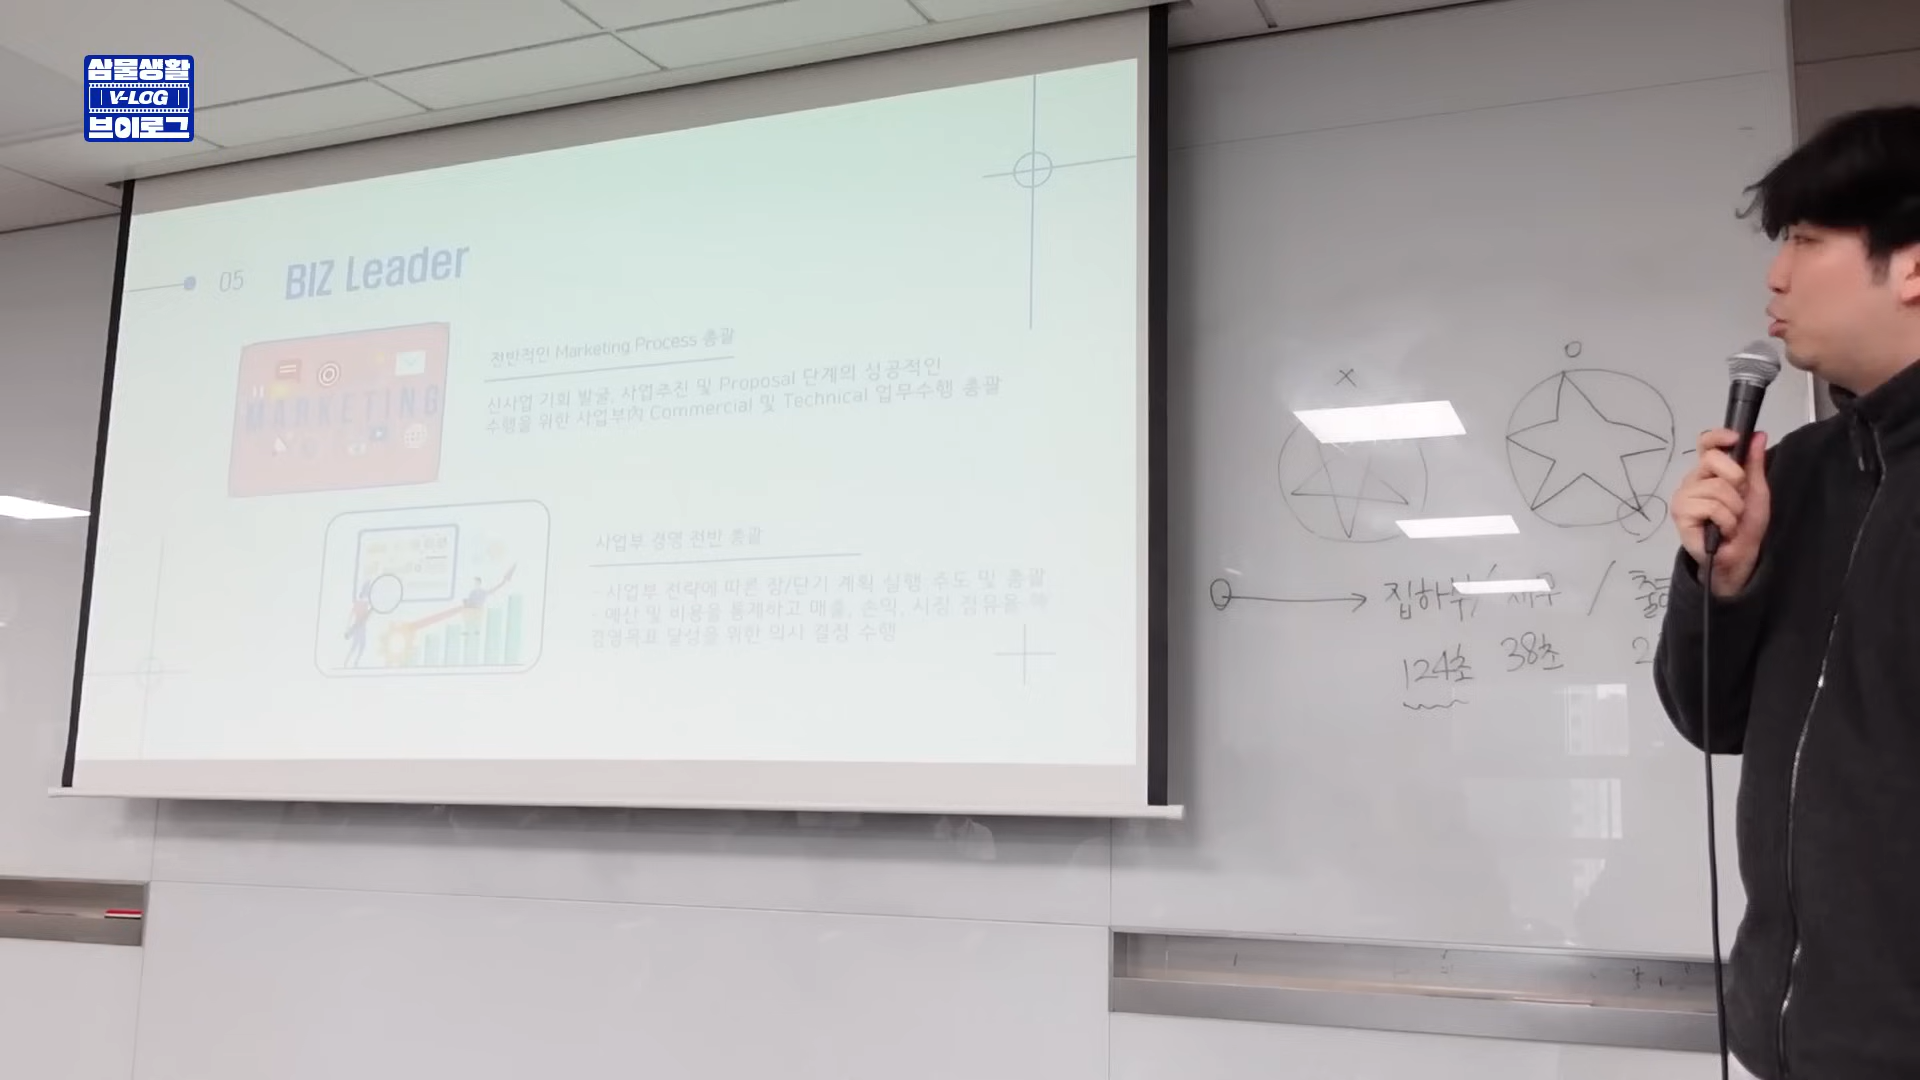 삼물생활
V-LOG
브이로그
05 BIZ Leader
MARKETING
전반적인 Marketing Process 총괄
신사업 기회 발굴, 사업추진 및 Proposal 단계의 성공적인
수행을 위한 사업부內 Commercial 및 Technical 업무수행 총괄
사업부 경영 전반 총괄
- 사업부 전략에 따른 장/단기 계획 실행 주도 및 총괄
- 예산 및 비용을 통제하고 매출, 손익, 시장 점유율 等
경영목표 달성을 위한 의사 결정 수행
X O
집하부/ /
124초 38초